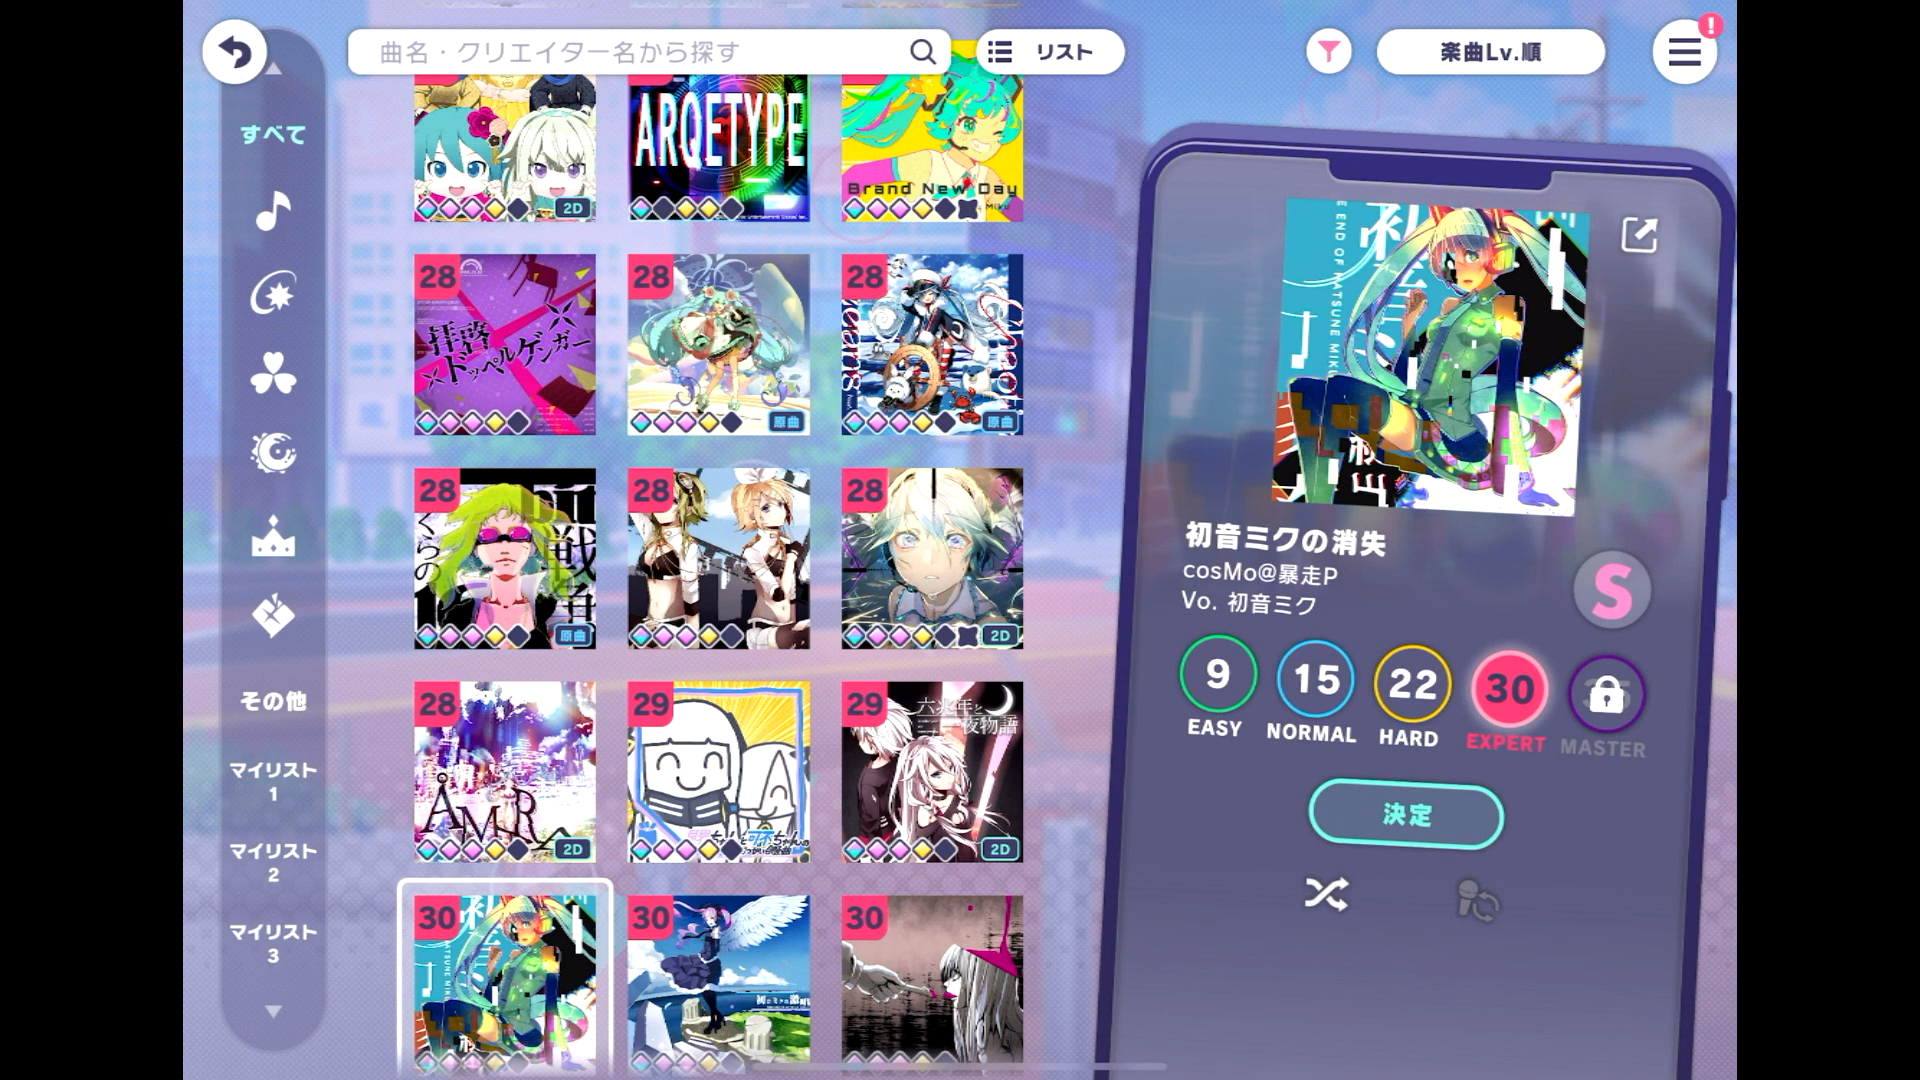 曲名・クリエイター名から探す
リスト
楽曲Lv.順
!
すべて
その他
マイリスト
1
マイリスト
2
マイリスト
3
2D
ARQETYPE
Brand New Day
Miku
28
拝啓
ドッペルゲンガー
28
原曲
28
原曲
28
原曲
28
28
2D
28
2D
29
29
六兆年と
一夜物語
2D
30
30
30
初音ミクの消失
cosMo@暴走P
Vo. 初音ミク
S
9
15
22
30
EASY
NORMAL
HARD
EXPERT
MASTER
決定